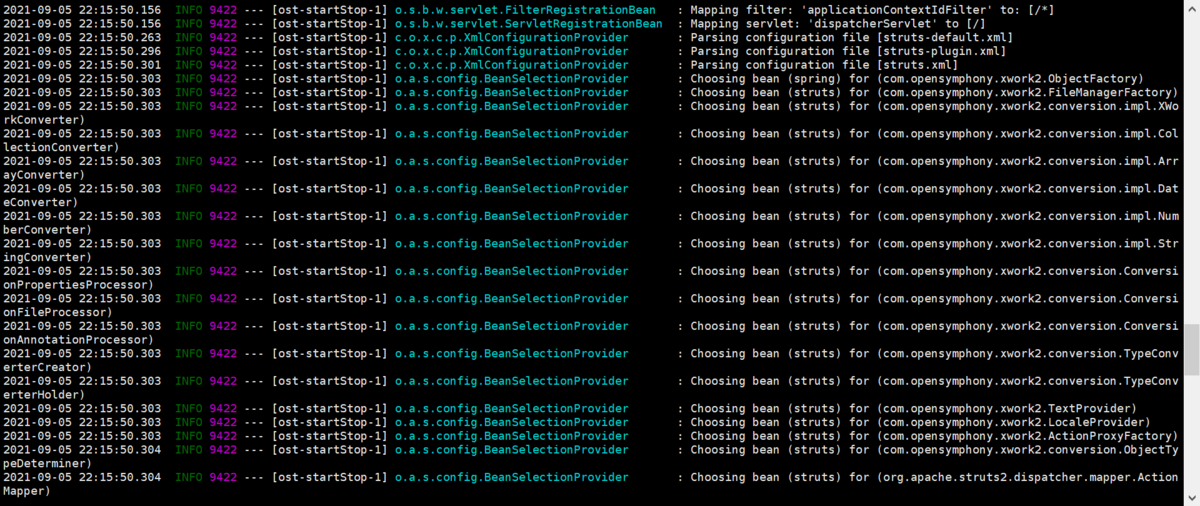 2021-09-05 22:15:50.156  INFO 9422 --- [ost-startStop-1] o.s.b.w.servlet.FilterRegistrationBean   : Mapping filter: 'applicationContextIdFilter' to: [/*]
2021-09-05 22:15:50.156  INFO 9422 --- [ost-startStop-1] o.s.b.w.servlet.ServletRegistrationBean  : Mapping servlet: 'dispatcherServlet' to [/]
2021-09-05 22:15:50.263  INFO 9422 --- [ost-startStop-1] c.o.x.c.p.XmlConfigurationProvider       : Parsing configuration file [struts-default.xml]
2021-09-05 22:15:50.296  INFO 9422 --- [ost-startStop-1] c.o.x.c.p.XmlConfigurationProvider       : Parsing configuration file [struts-plugin.xml]
2021-09-05 22:15:50.301  INFO 9422 --- [ost-startStop-1] c.o.x.c.p.XmlConfigurationProvider       : Parsing configuration file [struts.xml]
2021-09-05 22:15:50.303  INFO 9422 --- [ost-startStop-1] o.a.s.config.BeanSelectionProvider       : Choosing bean (spring) for (com.opensymphony.xwork2.ObjectFactory)
2021-09-05 22:15:50.303  INFO 9422 --- [ost-startStop-1] o.a.s.config.BeanSelectionProvider       : Choosing bean (struts) for (com.opensymphony.xwork2.FileManagerFactory)
2021-09-05 22:15:50.303  INFO 9422 --- [ost-startStop-1] o.a.s.config.BeanSelectionProvider       : Choosing bean (struts) for (com.opensymphony.xwork2.conversion.impl.XWo
rkConverter)
2021-09-05 22:15:50.303  INFO 9422 --- [ost-startStop-1] o.a.s.config.BeanSelectionProvider       : Choosing bean (struts) for (com.opensymphony.xwork2.conversion.impl.Col
lectionConverter)
2021-09-05 22:15:50.303  INFO 9422 --- [ost-startStop-1] o.a.s.config.BeanSelectionProvider       : Choosing bean (struts) for (com.opensymphony.xwork2.conversion.impl.Arr
ayConverter)
2021-09-05 22:15:50.303  INFO 9422 --- [ost-startStop-1] o.a.s.config.BeanSelectionProvider       : Choosing bean (struts) for (com.opensymphony.xwork2.conversion.impl.Dat
eConverter)
2021-09-05 22:15:50.303  INFO 9422 --- [ost-startStop-1] o.a.s.config.BeanSelectionProvider       : Choosing bean (struts) for (com.opensymphony.xwork2.conversion.impl.Num
berConverter)
2021-09-05 22:15:50.303  INFO 9422 --- [ost-startStop-1] o.a.s.config.BeanSelectionProvider       : Choosing bean (struts) for (com.opensymphony.xwork2.conversion.impl.Str
ingConverter)
2021-09-05 22:15:50.303  INFO 9422 --- [ost-startStop-1] o.a.s.config.BeanSelectionProvider       : Choosing bean (struts) for (com.opensymphony.xwork2.conversion.Conversi
onPropertiesProcessor)
2021-09-05 22:15:50.303  INFO 9422 --- [ost-startStop-1] o.a.s.config.BeanSelectionProvider       : Choosing bean (struts) for (com.opensymphony.xwork2.conversion.Conversi
onFileProcessor)
2021-09-05 22:15:50.303  INFO 9422 --- [ost-startStop-1] o.a.s.config.BeanSelectionProvider       : Choosing bean (struts) for (com.opensymphony.xwork2.conversion.Conversi
onAnnotationProcessor)
2021-09-05 22:15:50.303  INFO 9422 --- [ost-startStop-1] o.a.s.config.BeanSelectionProvider       : Choosing bean (struts) for (com.opensymphony.xwork2.conversion.TypeConv
erterCreator)
2021-09-05 22:15:50.303  INFO 9422 --- [ost-startStop-1] o.a.s.config.BeanSelectionProvider       : Choosing bean (struts) for (com.opensymphony.xwork2.conversion.TypeConv
erterHolder)
2021-09-05 22:15:50.303  INFO 9422 --- [ost-startStop-1] o.a.s.config.BeanSelectionProvider       : Choosing bean (struts) for (com.opensymphony.xwork2.TextProvider)
2021-09-05 22:15:50.303  INFO 9422 --- [ost-startStop-1] o.a.s.config.BeanSelectionProvider       : Choosing bean (struts) for (com.opensymphony.xwork2.LocaleProvider)
2021-09-05 22:15:50.303  INFO 9422 --- [ost-startStop-1] o.a.s.config.BeanSelectionProvider       : Choosing bean (struts) for (com.opensymphony.xwork2.ActionProxyFactory)
2021-09-05 22:15:50.304  INFO 9422 --- [ost-startStop-1] o.a.s.config.BeanSelectionProvider       : Choosing bean (struts) for (com.opensymphony.xwork2.conversion.ObjectTy
peDeterminer)
2021-09-05 22:15:50.304  INFO 9422 --- [ost-startStop-1] o.a.s.config.BeanSelectionProvider       : Choosing bean (struts) for (org.apache.struts2.dispatcher.mapper.Action
Mapper)